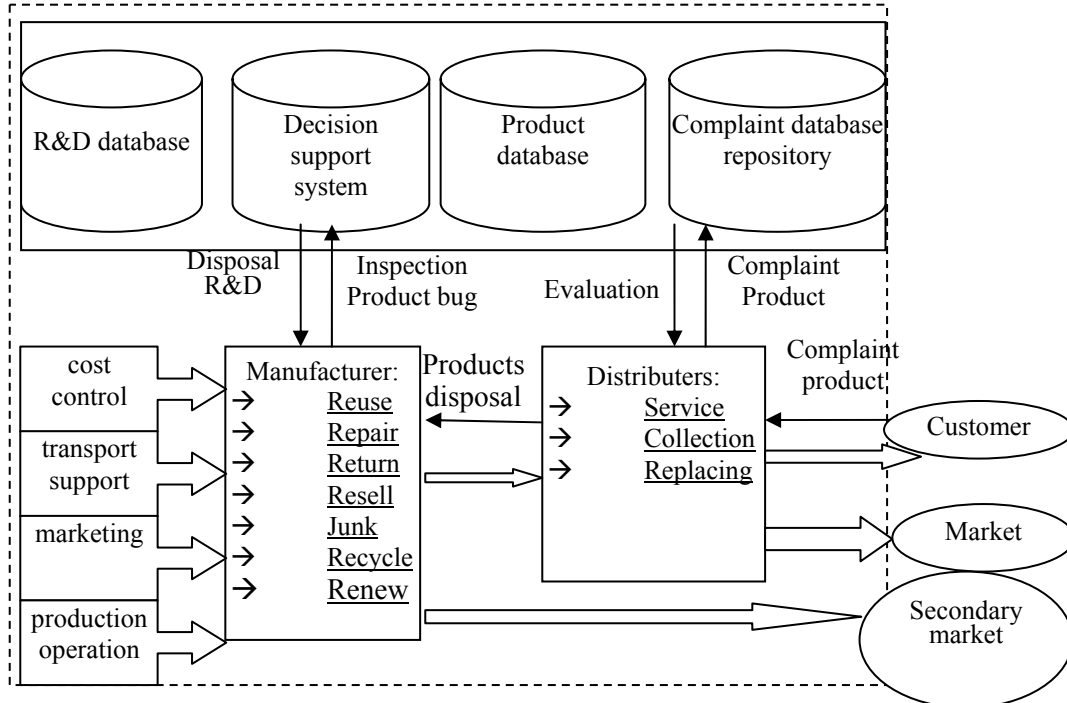 R&D database
Decision
support
system
Product
database
Complaint database
repository
Disposal
R&D
Inspection
Product bug
Evaluation
Complaint
Product
cost
control
transport
support
marketing
production
operation
Manufacturer:
→ Reuse
→ Repair
→ Return
→ Resell
→ Junk
→ Recycle
→ Renew
Products
disposal
Distributers:
→ Service
→ Collection
→ Replacing
Complaint
product
Customer
Market
Secondary
market